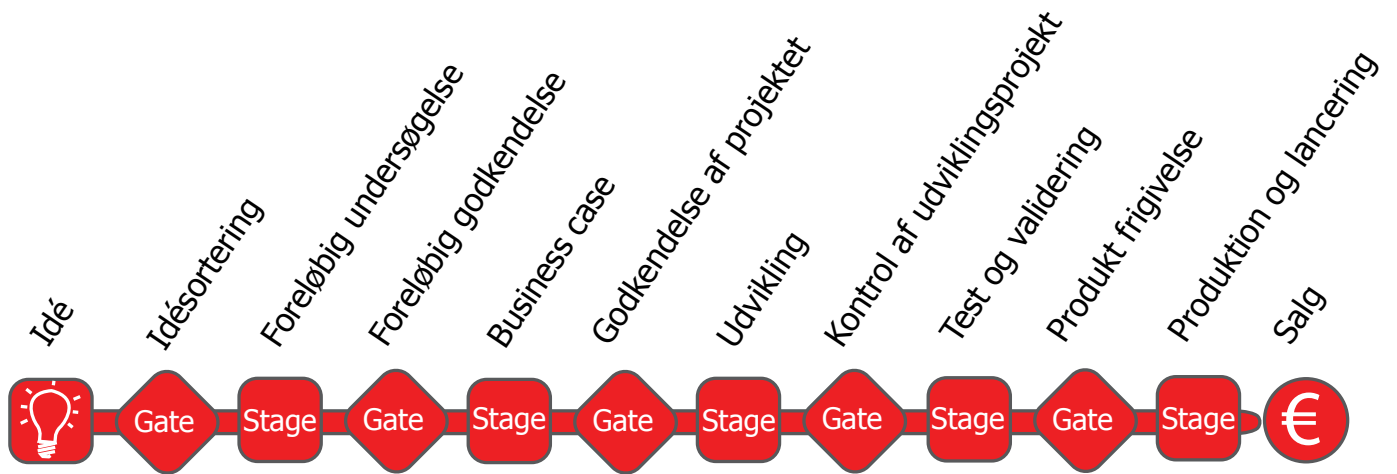 Idé
Idésortering
Foreløbig undersøgelse
Foreløbig godkendelse
Business case
Godkendelse af projektet
Udvikling
Kontrol af udviklingsprojekt
Test og validering
Produkt frigivelse
Produktion og lancering
Salg
Gate
Stage
Gate
Stage
Gate
Stage
Gate
Stage
Gate
Stage
€